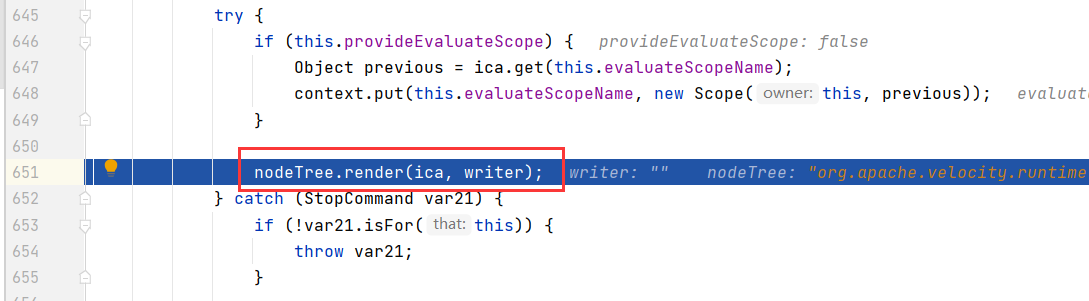 645 try {
646 if (this.provideEvaluateScope) { provideEvaluateScope: false
647 Object previous = ica.get(this.evaluateScopeName);
648 context.put(this.evaluateScopeName, new Scope( owner: this, previous)); evaluate
649 }
650
651 nodeTree.render(ica, writer); writer: "" nodeTree: "org.apache.velocity.runtime
652 } catch (StopCommand var21) {
653 if (!var21.isFor( that: this)) {
654 throw var21;
655 }